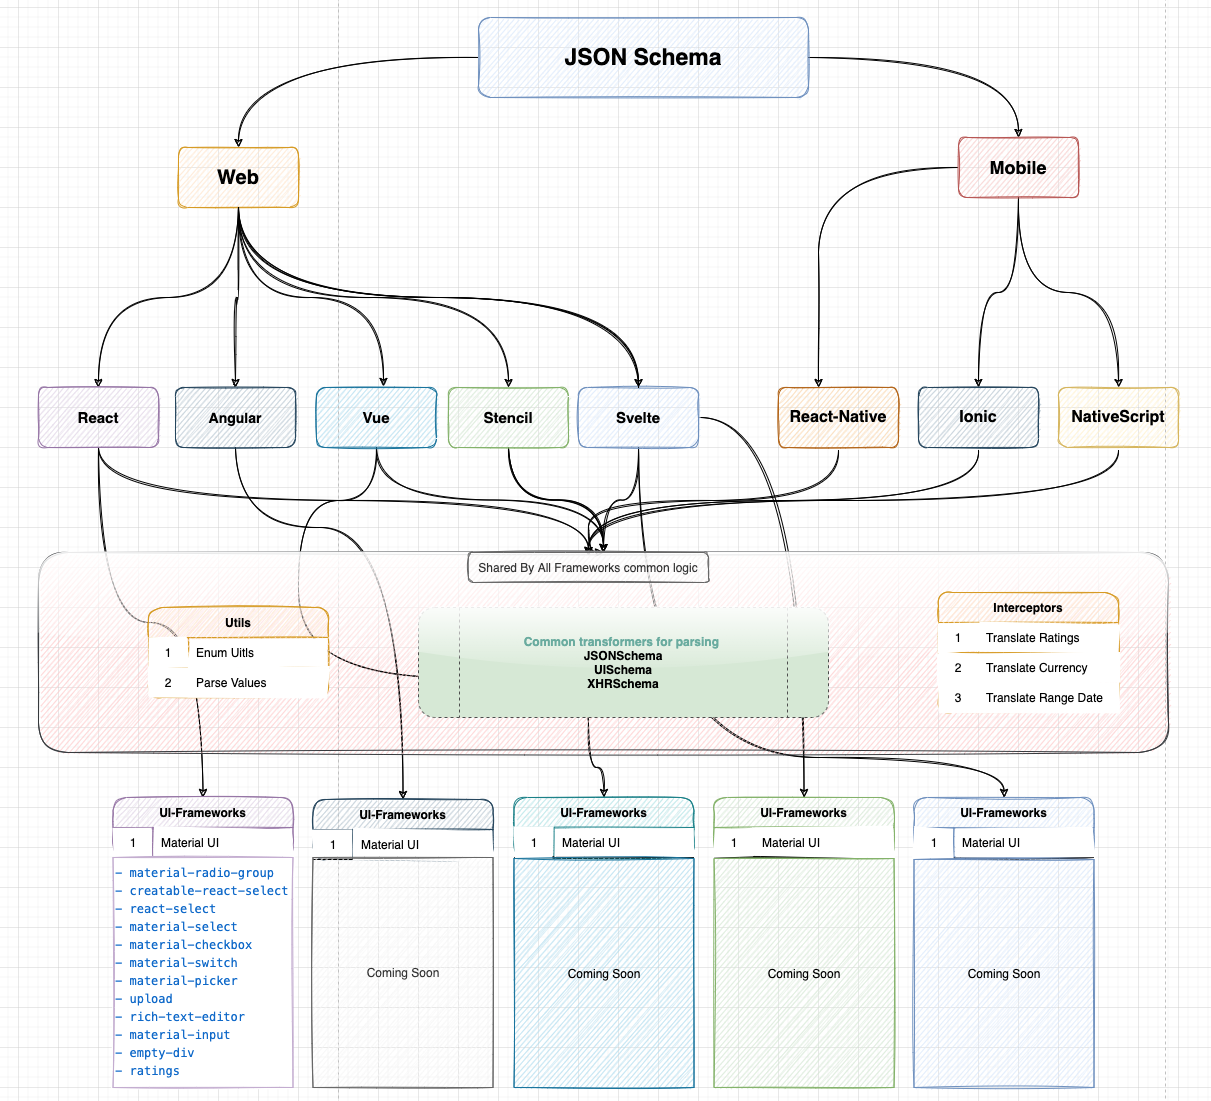 JSON Schema
Web
Mobile
React
Angular
Vue
Stencil
Svelte
React-Native
Ionic
NativeScript
Shared By All Frameworks common logic
Utils
1 Enum Uitls
2 Parse Values
Common transformers for parsing
JSONSchema
UISchema
XHRSchema
Interceptors
1 Translate Ratings
2 Translate Currency
3 Translate Range Date
UI-Frameworks
1 Material UI
- material-radio-group
- creatable-react-select
- react-select
- material-select
- material-checkbox
- material-switch
- material-picker
- upload
- rich-text-editor
- material-input
- empty-div
- ratings
UI-Frameworks
1 Material UI
Coming Soon
UI-Frameworks
1 Material UI
Coming Soon
UI-Frameworks
1 Material UI
Coming Soon
UI-Frameworks
1 Material UI
Coming Soon